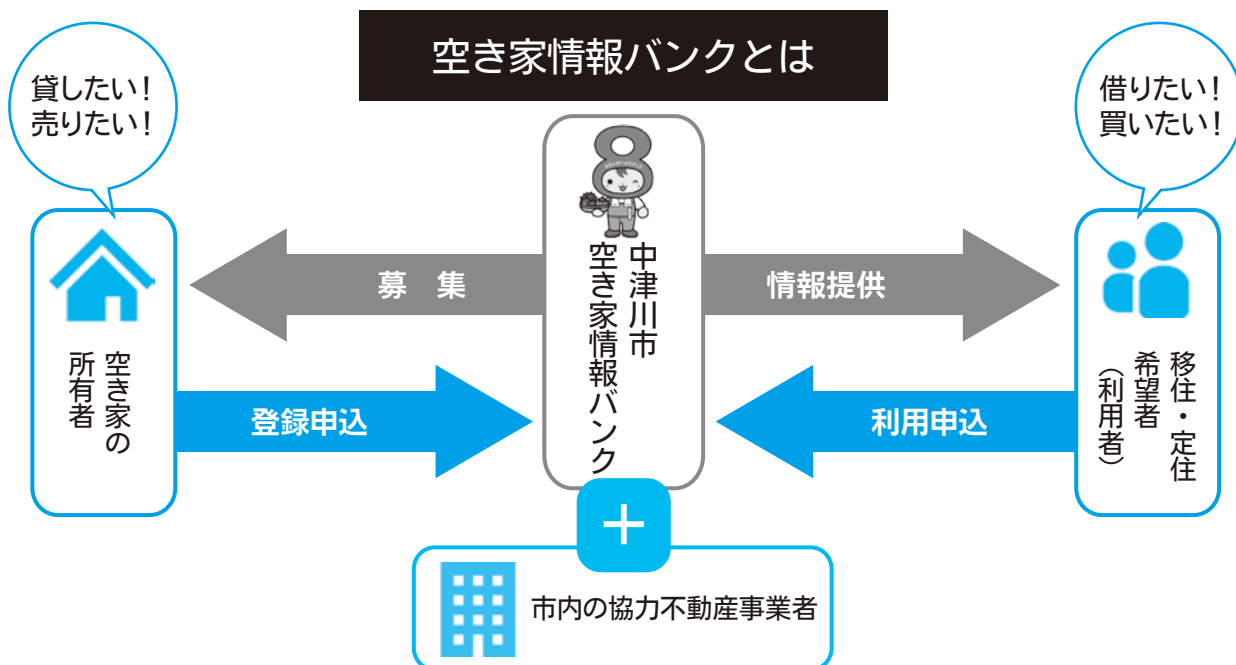 空き家情報バンクとは
貸したい！
売りたい！
借りたい！
買いたい！
募　集
情報提供
中津川市
空き家情報バンク
空き家の
所有者
移住・定住
希望者
（利用者）
登録申込
利用申込
＋
市内の協力不動産事業者